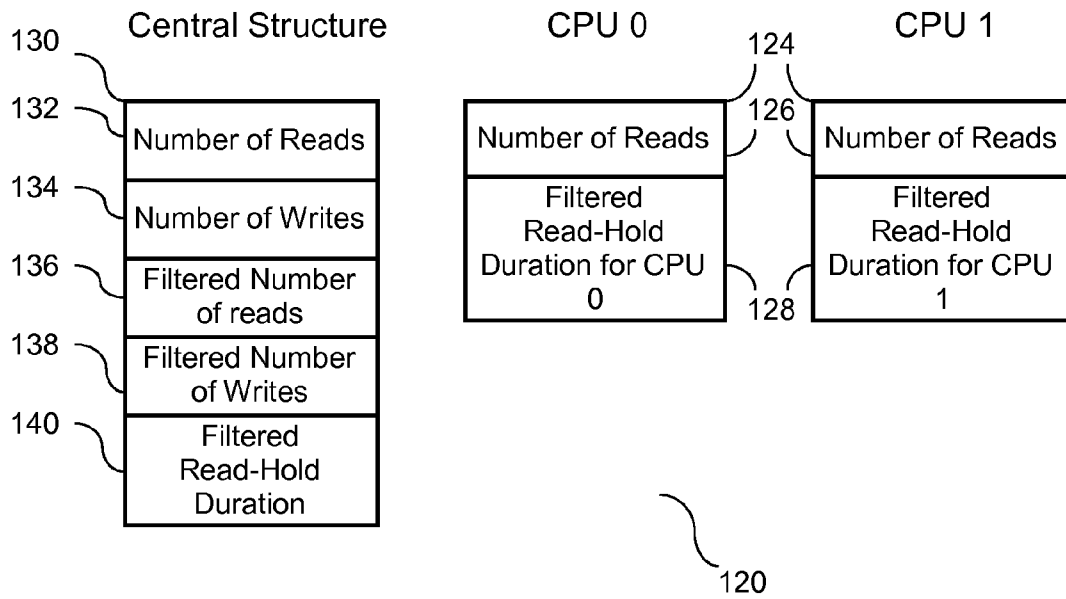 Central Structure
CPU 0
CPU 1
130
132
134
136
138
140
Number of Reads
Number of Writes
Filtered Number
of reads
Filtered Number
of Writes
Filtered
Read-Hold
Duration
124
126
128
Number of Reads
Filtered
Read-Hold
Duration for CPU
0
Number of Reads
Filtered
Read-Hold
Duration for CPU
1
120